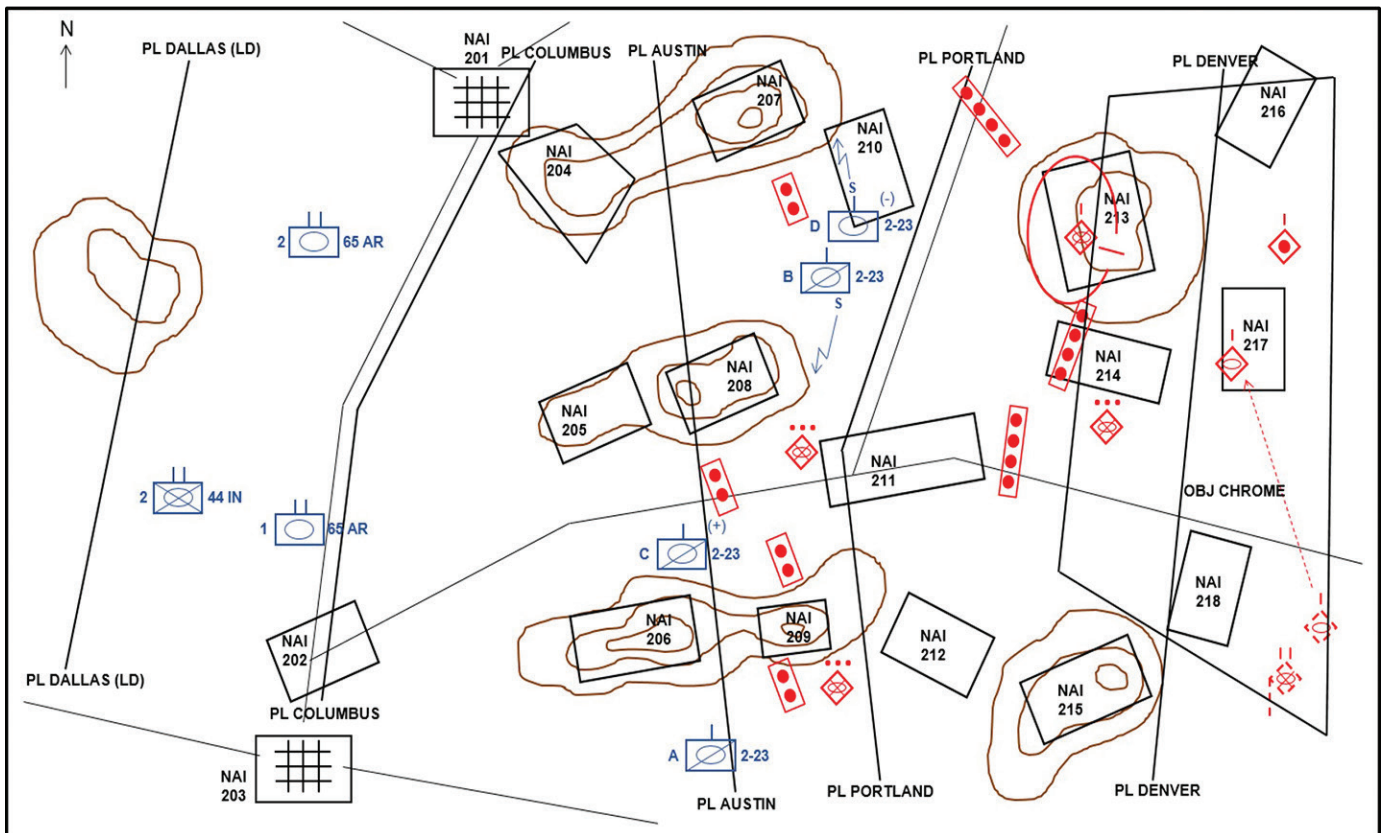 N
PL DALLAS (LD)
NAI
201
PL COLUMBUS
PL AUSTIN
PL PORTLAND
PL DENVER
NAI
207
NAI
216
NAI
204
NAI
210
NAI
213
S
(-)
D
2-23
2
65 AR
B
2-23
S
NAI
217
NAI
208
NAI
214
NAI
205
NAI
211
2
44 IN
OBJ CHROME
1
65 AR
(+)
C
2-23
NAI
218
NAI
206
NAI
209
NAI
202
NAI
212
PL DALLAS (LD)
NAI
215
PL COLUMBUS
A
2-23
NAI
203
PL AUSTIN
PL PORTLAND
PL DENVER